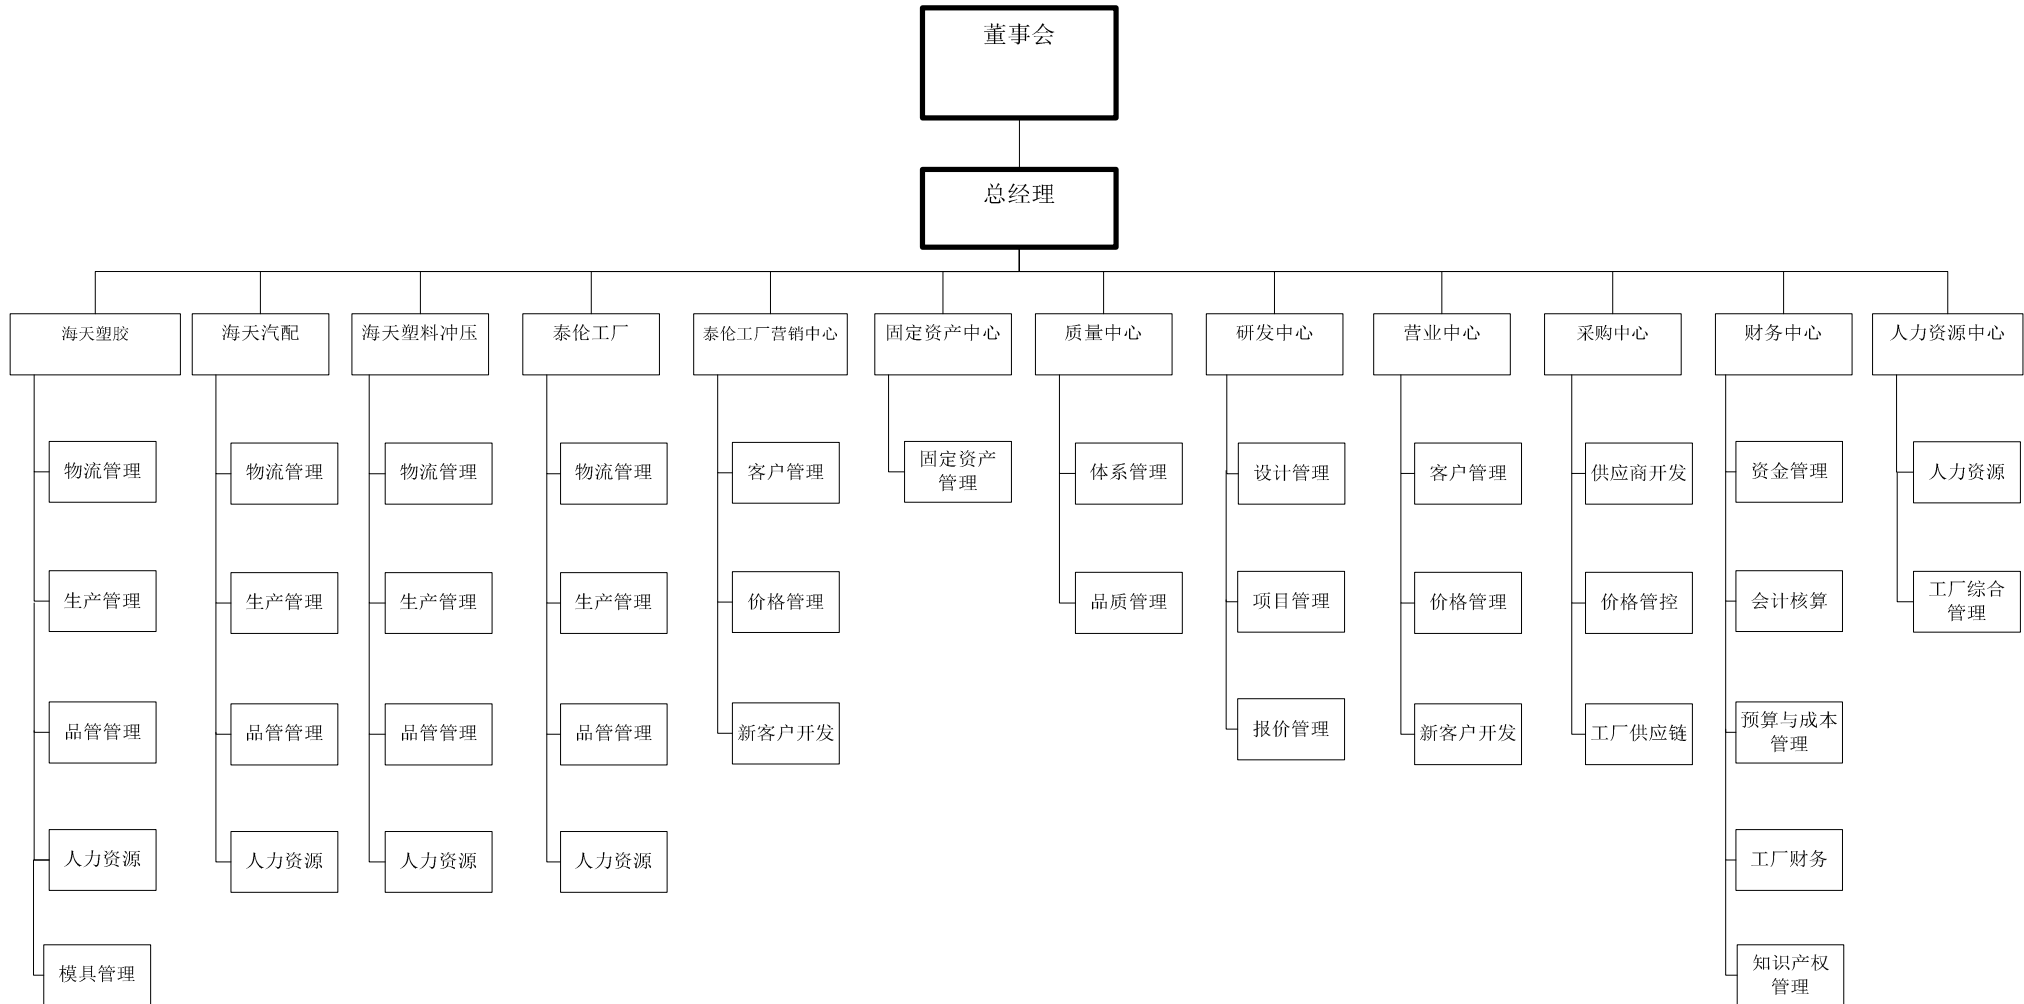 董事会
总经理
海天塑胶
海天汽配
海天塑料冲压
泰伦工厂
泰伦工厂营销中心
固定资产中心
质量中心
研发中心
营业中心
采购中心
财务中心
人力资源中心
物流管理
物流管理
物流管理
物流管理
客户管理
固定资产
管理
体系管理
设计管理
客户管理
供应商开发
资金管理
人力资源
生产管理
生产管理
生产管理
生产管理
价格管理
品质管理
项目管理
价格管理
价格管控
会计核算
工厂综合
管理
品管管理
品管管理
品管管理
品管管理
新客户开发
报价管理
新客户开发
工厂供应链
预算与成本
管理
人力资源
人力资源
人力资源
人力资源
工厂财务
模具管理
知识产权
管理